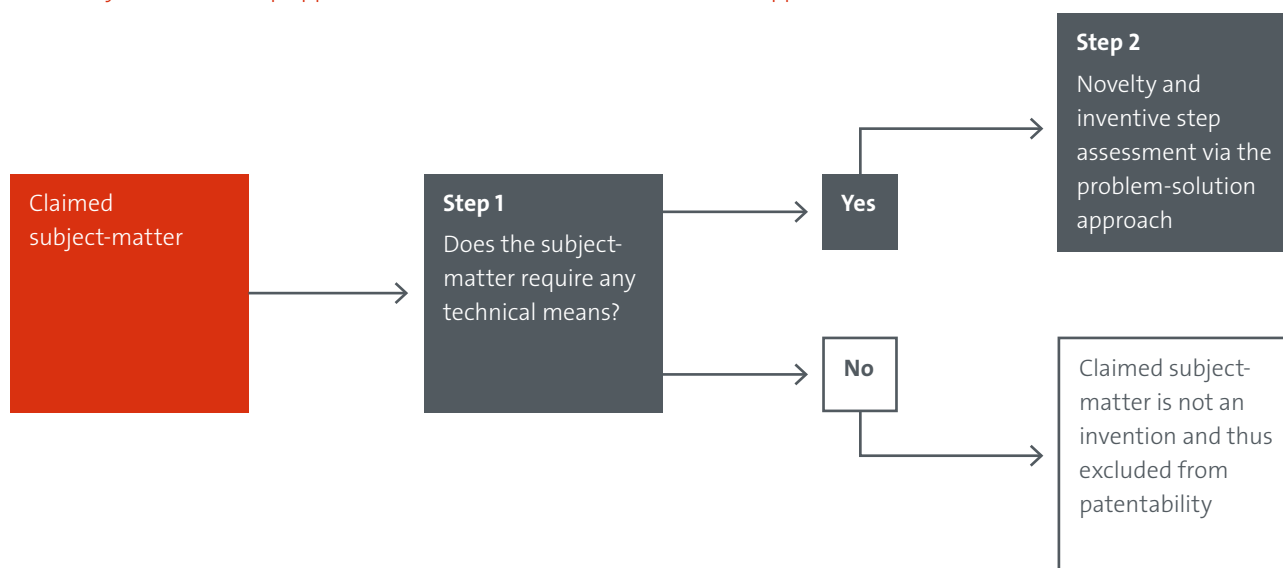 Claimed
subject-matter
Step 1
Does the subject-
matter require any
technical means?
Yes
No
Step 2
Novelty and
inventive step
assessment via the
problem-solution
approach
Claimed subject-
matter is not an
invention and thus
excluded from
patentability